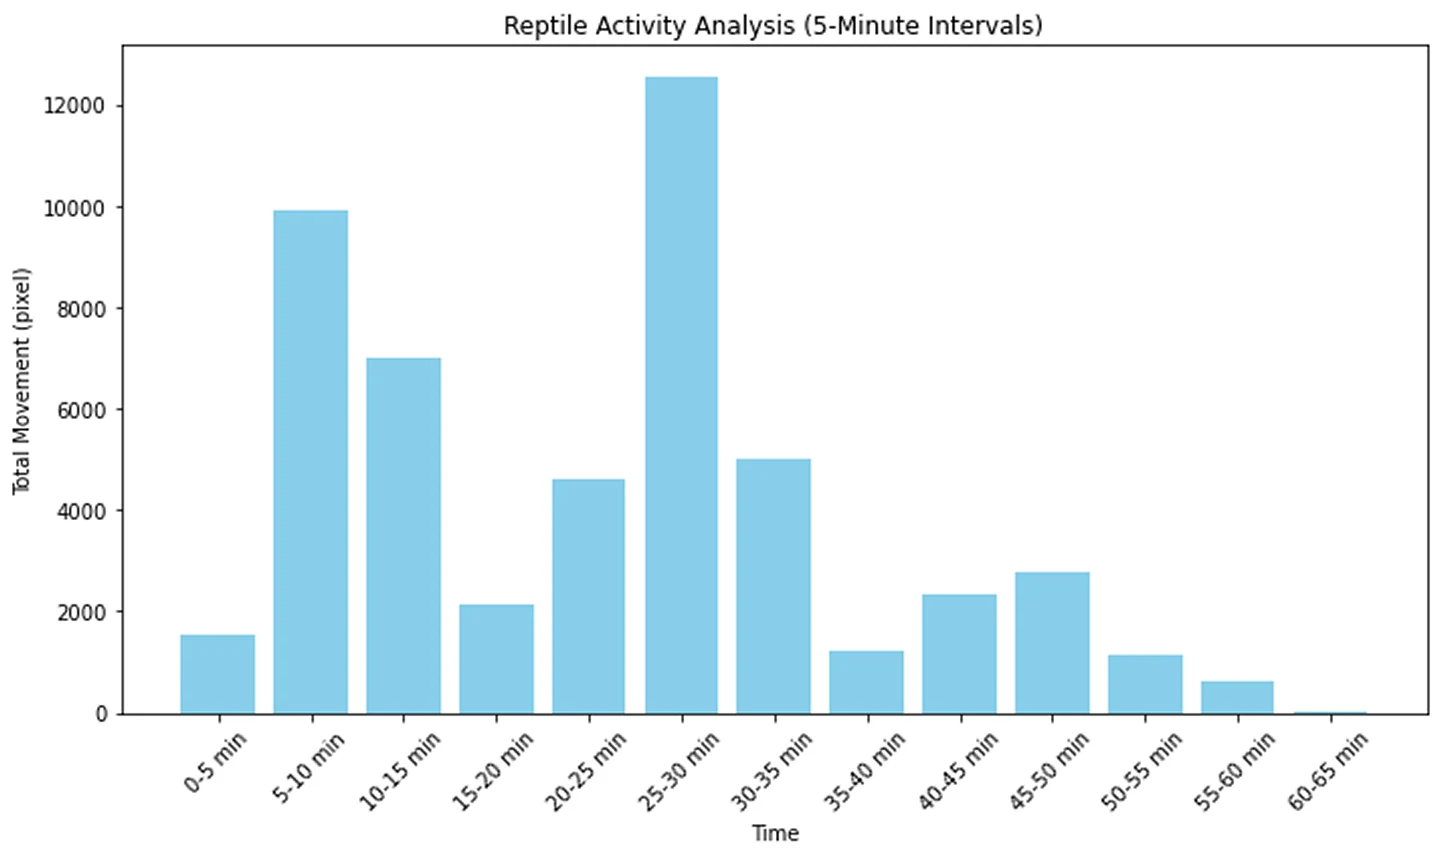 Reptile Activity Analysis (5-Minute Intervals)
12000
10000
8000
6000
4000
2000
0
Total Movement (pixel)
0-5 min
5-10 min
10-15 min
15-20 min
20-25 min
25-30 min
30-35 min
35-40 min
40-45 min
45-50 min
50-55 min
55-60 min
60-65 min
Time